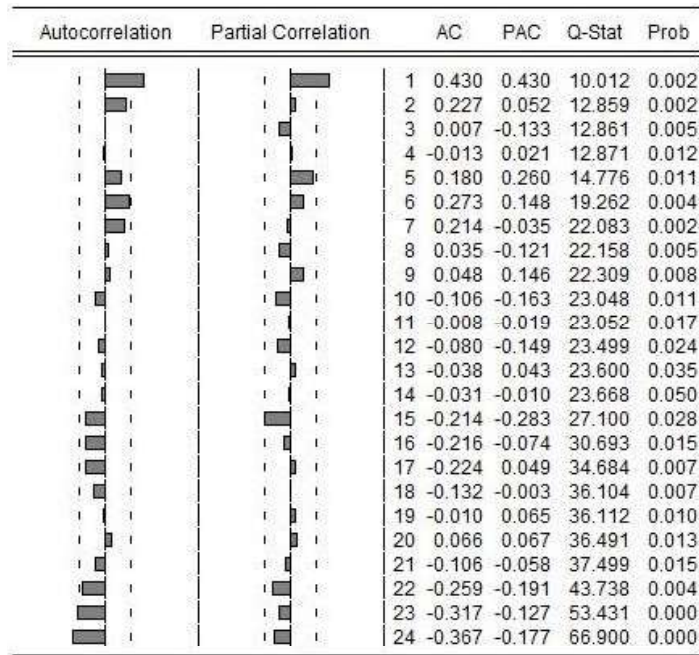 Autocorrelation Partial Correlation AC PAC Q-Stat Prob
1 0.430 0.430 10.012 0.002
2 0.227 0.052 12.859 0.002
3 0.007 -0.133 12.861 0.005
4 -0.013 0.021 12.871 0.012
5 0.180 0.260 14.776 0.011
6 0.273 0.148 19.262 0.004
7 0.214 -0.035 22.083 0.002
8 0.035 -0.121 22.158 0.005
9 0.048 0.146 22.309 0.008
10 -0.106 -0.163 23.048 0.011
11 -0.008 -0.019 23.052 0.017
12 -0.080 -0.149 23.499 0.024
13 -0.038 0.043 23.600 0.035
14 -0.031 -0.010 23.668 0.050
15 -0.214 -0.283 27.100 0.028
16 -0.216 -0.074 30.693 0.015
17 -0.224 0.049 34.684 0.007
18 -0.132 -0.003 36.104 0.007
19 -0.010 0.065 36.112 0.010
20 0.066 0.067 36.491 0.013
21 -0.106 -0.058 37.499 0.015
22 -0.259 -0.191 43.738 0.004
23 -0.317 -0.127 53.431 0.000
24 -0.367 -0.177 66.900 0.000